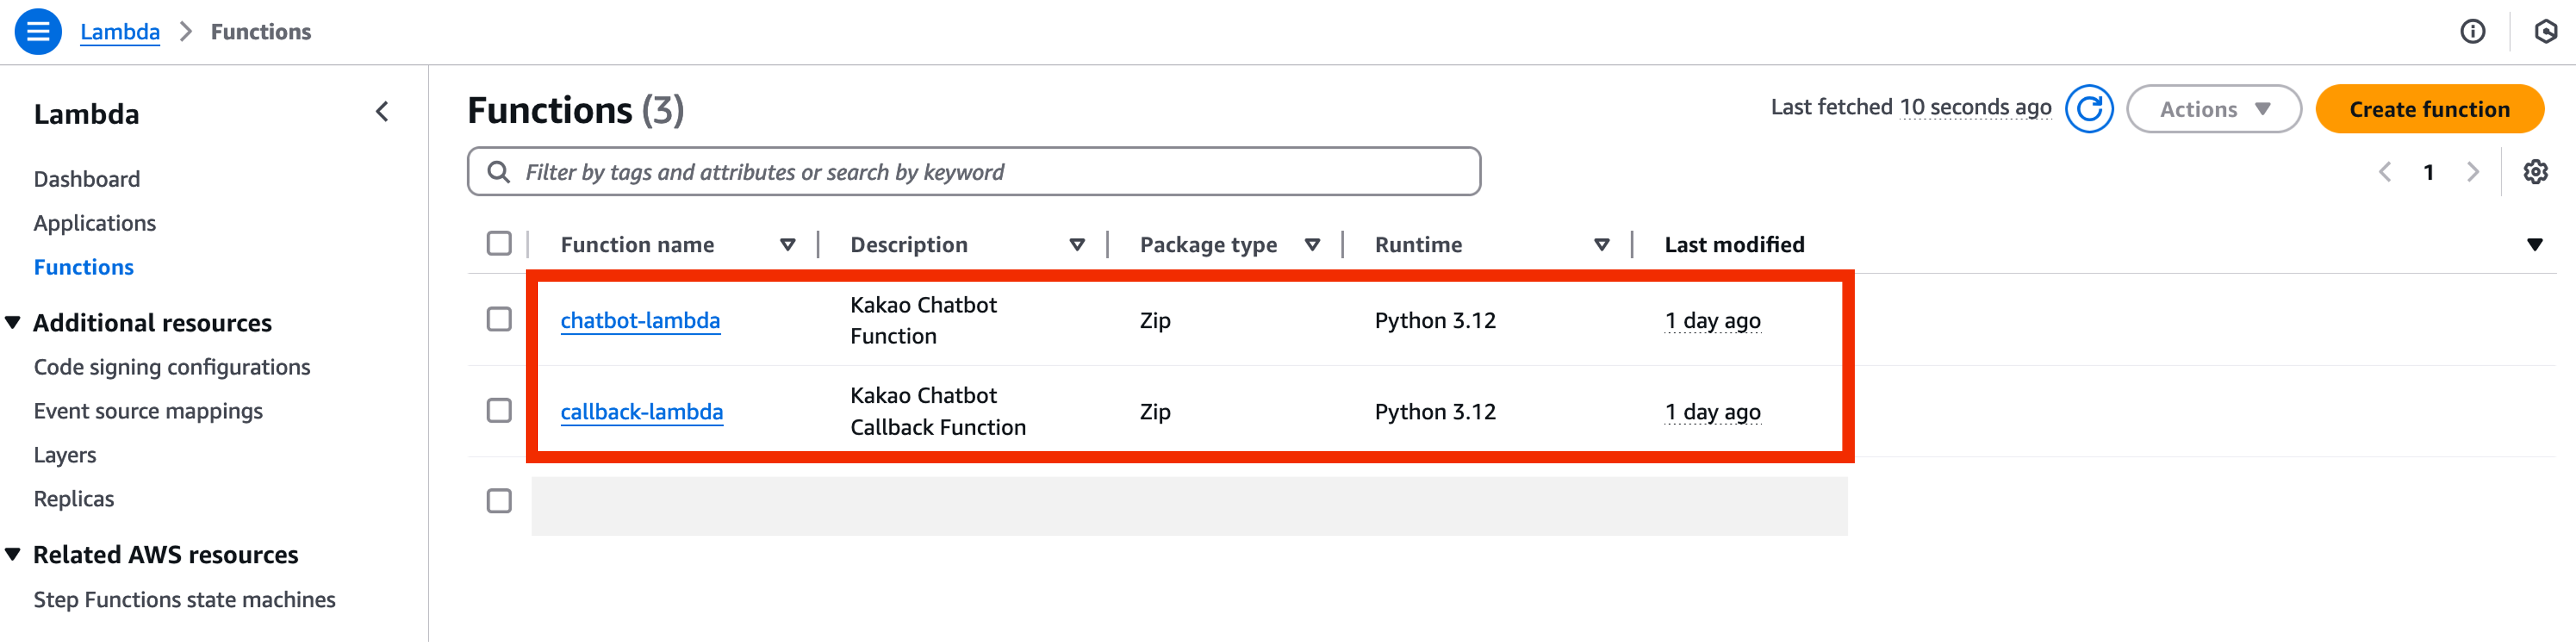 Lambda > Functions
Lambda
Dashboard
Applications
Functions
Additional resources
Code signing configurations
Event source mappings
Layers
Replicas
Related AWS resources
Step Functions state machines
Functions (3)
Last fetched 10 seconds ago
Actions
Create function
Filter by tags and attributes or search by keyword
1
Function name Description Package type Runtime Last modified
chatbot-lambda Kakao Chatbot Zip Python 3.12 1 day ago
Function
callback-lambda Kakao Chatbot Zip Python 3.12 1 day ago
Callback Function